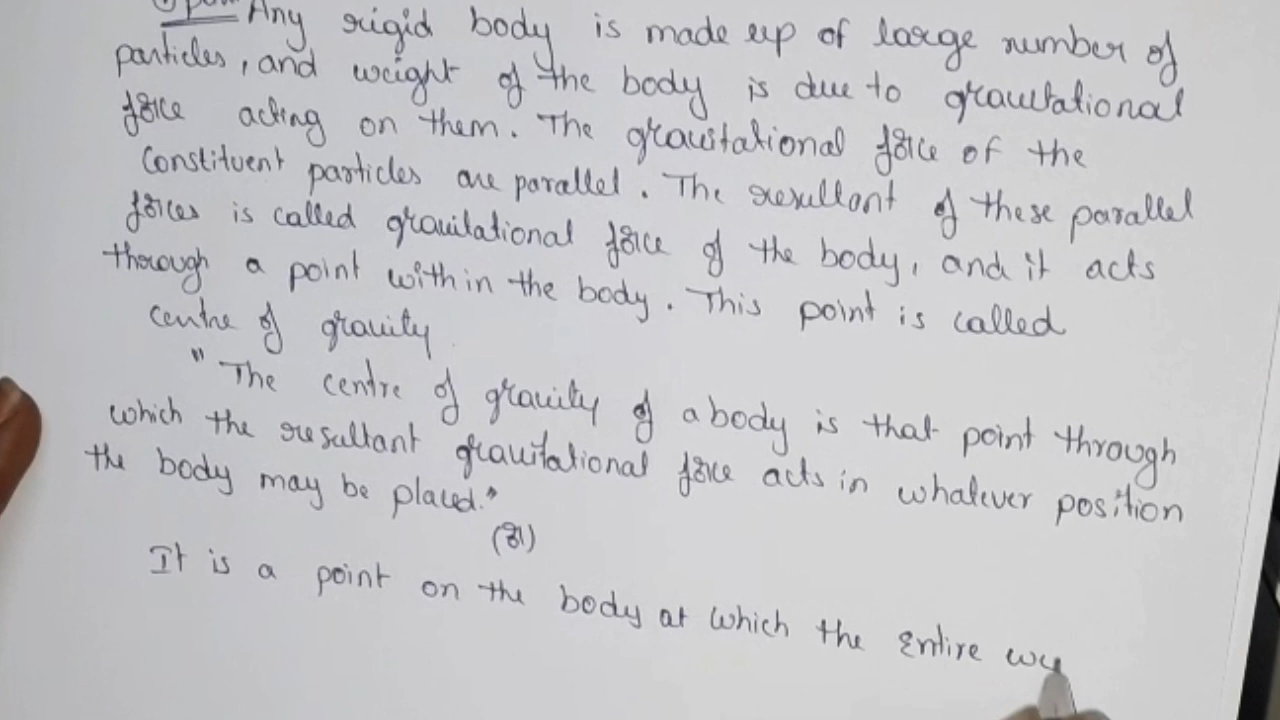 Any rigid body is made up of large number of
particles, and weight of the body is due to gravitational
force acting on them. The gravitational force of the
constituent particles are parallel. The resultant of these parallel
forces is called gravitational force of the body, and it acts
through a point within the body. This point is called
centre of gravity
"The centre of gravity of a body is that point through
which the resultant gravitational force acts in whatever position
the body may be placed."
(or)
It is a point on the body at which the entire